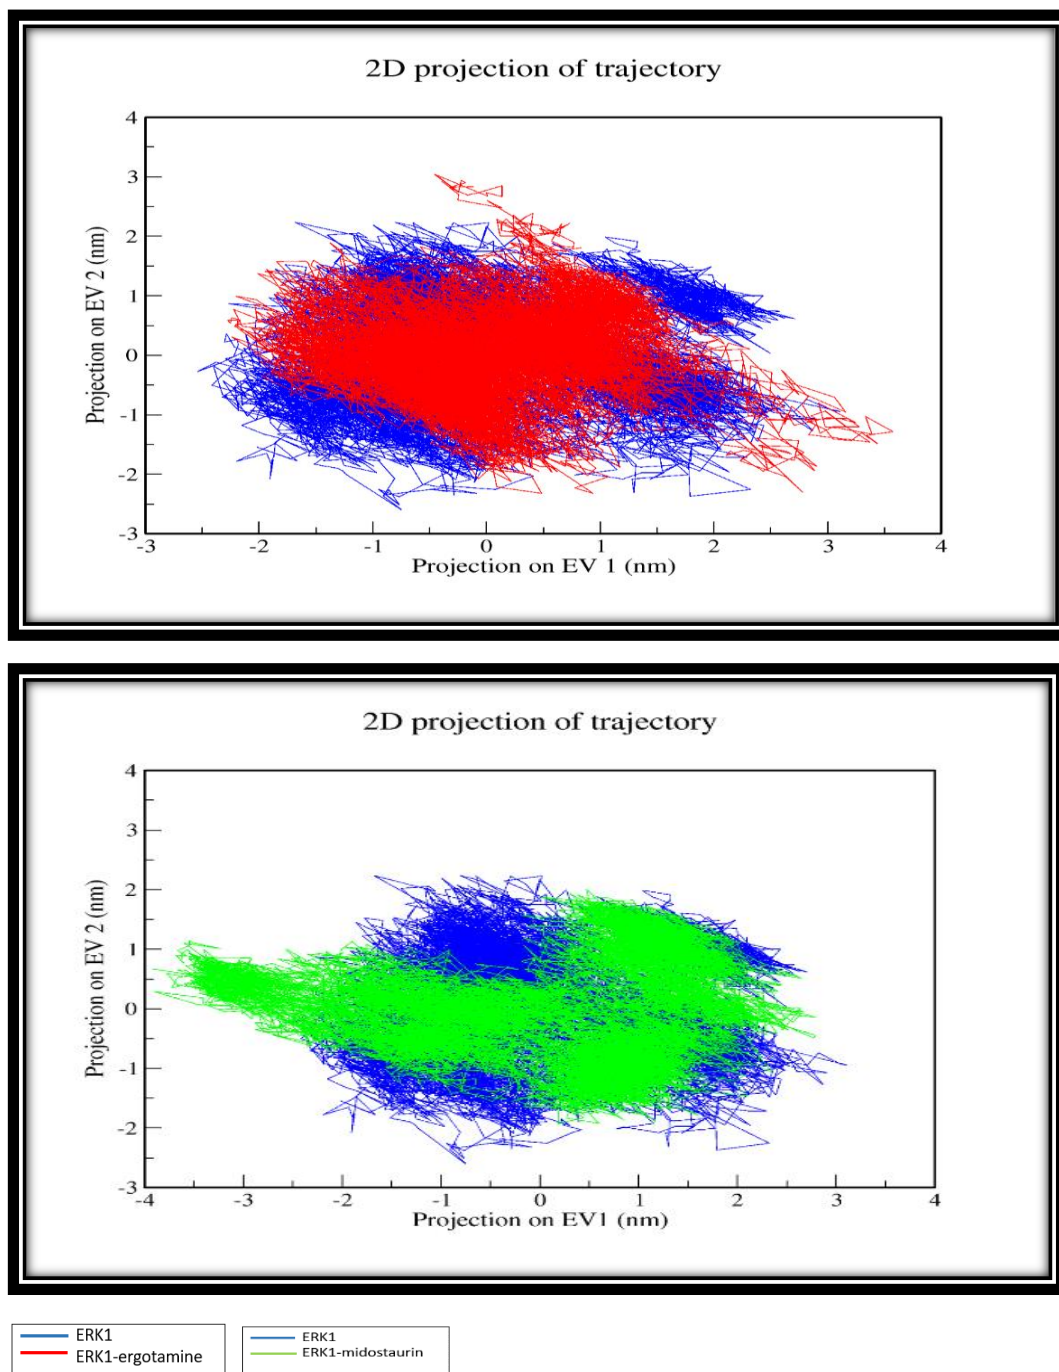 2D projection of trajectory
4
3
2
1
0
-1
-2
-3
Projection on EV 2 (nm)
-3 -2 -1 0 1 2 3 4
Projection on EV 1 (nm)
2D projection of trajectory
4
3
2
1
0
-1
-2
-3
Projection on EV 2 (nm)
-4 -3 -2 -1 0 1 2 3 4
Projection on EV1 (nm)
ERK1
ERK1-ergotamine
ERK1
ERK1-midostaurin